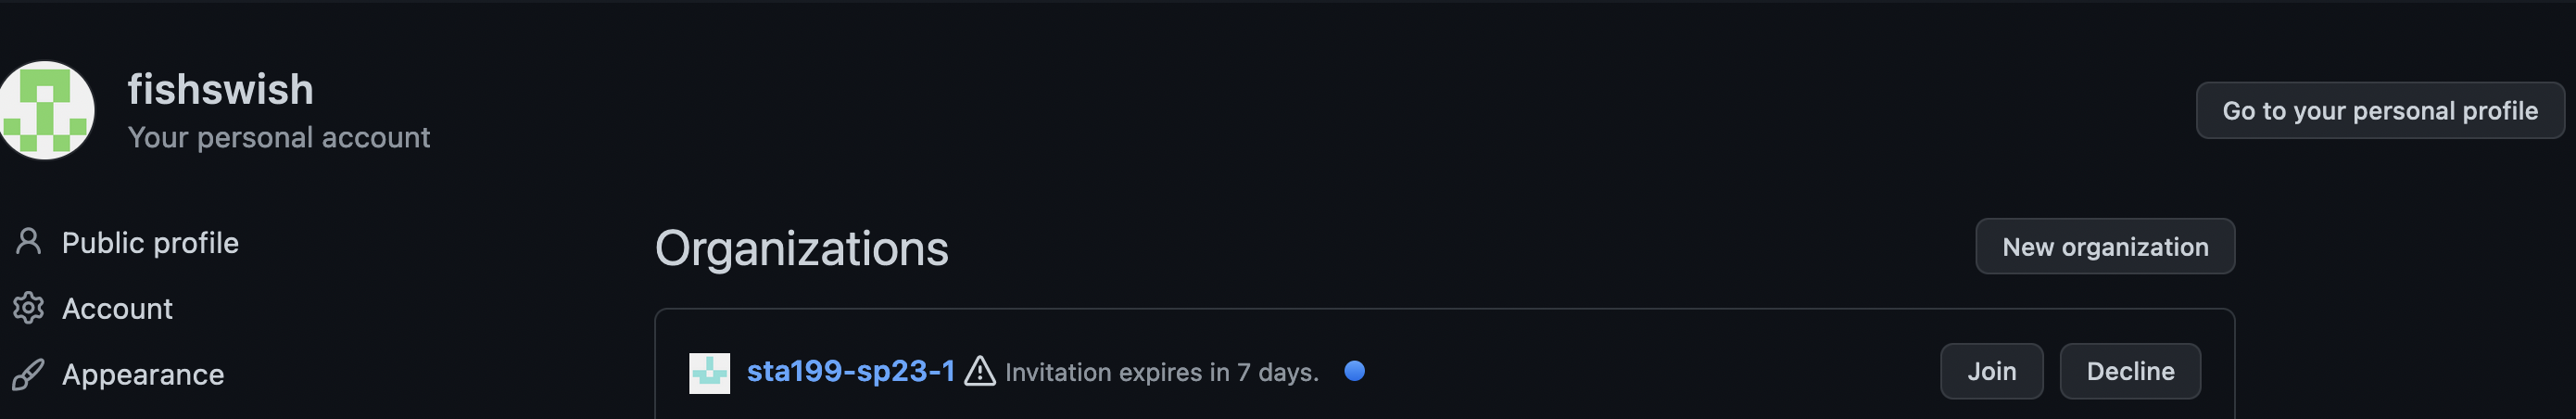 fishswish
Your personal account
Go to your personal profile
Public profile
Account
Appearance
Organizations
New organization
sta199-sp23-1 Invitation expires in 7 days.
Join
Decline